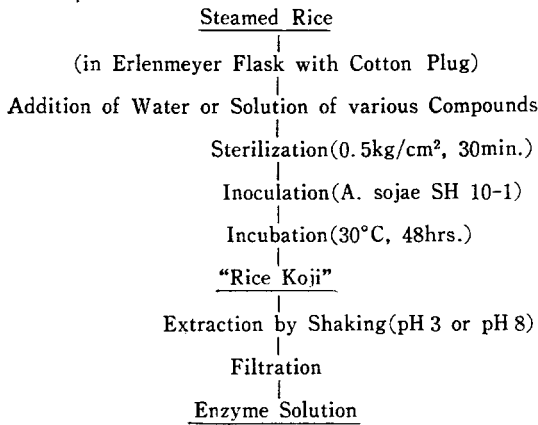 Steamed Rice
(in Erlenmeyer Flask with Cotton Plug)
Addition of Water or Solution of various Compounds
Sterilization(0.5kg/cm², 30min.)
Inoculation(A. sojae SH 10-1)
Incubation(30°C, 48hrs.)
“Rice Koji”
Extraction by Shaking(pH 3 or pH 8)
Filtration
Enzyme Solution